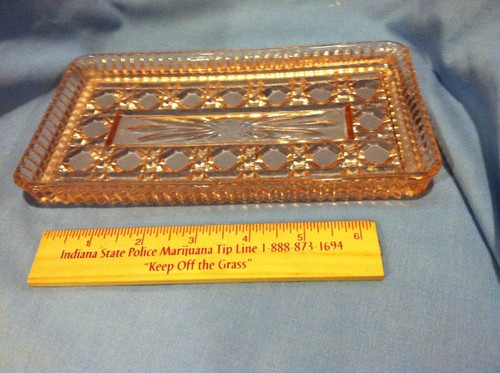 1 2 3 4 5 6
Indiana State Police Marijuana Tip Line 1-888-873-1694
"Keep Off the Grass"